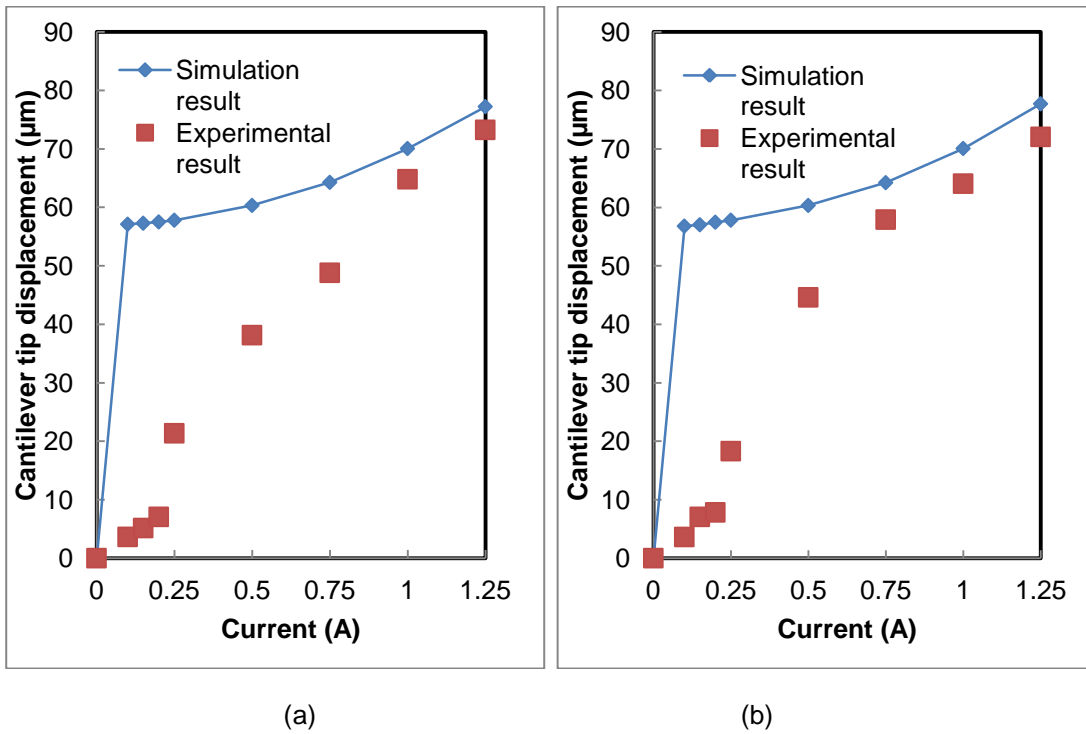 90
80
70
60
50
40
30
20
10
0
Cantilever tip displacement (µm)
Simulation
result
Experimental
result
0 0.25 0.5 0.75 1 1.25
Current (A)
(a)
90
80
70
60
50
40
30
20
10
0
Cantilever tip displacement (µm)
Simulation
result
Experimental
result
0 0.25 0.5 0.75 1 1.25
Current (A)
(b)